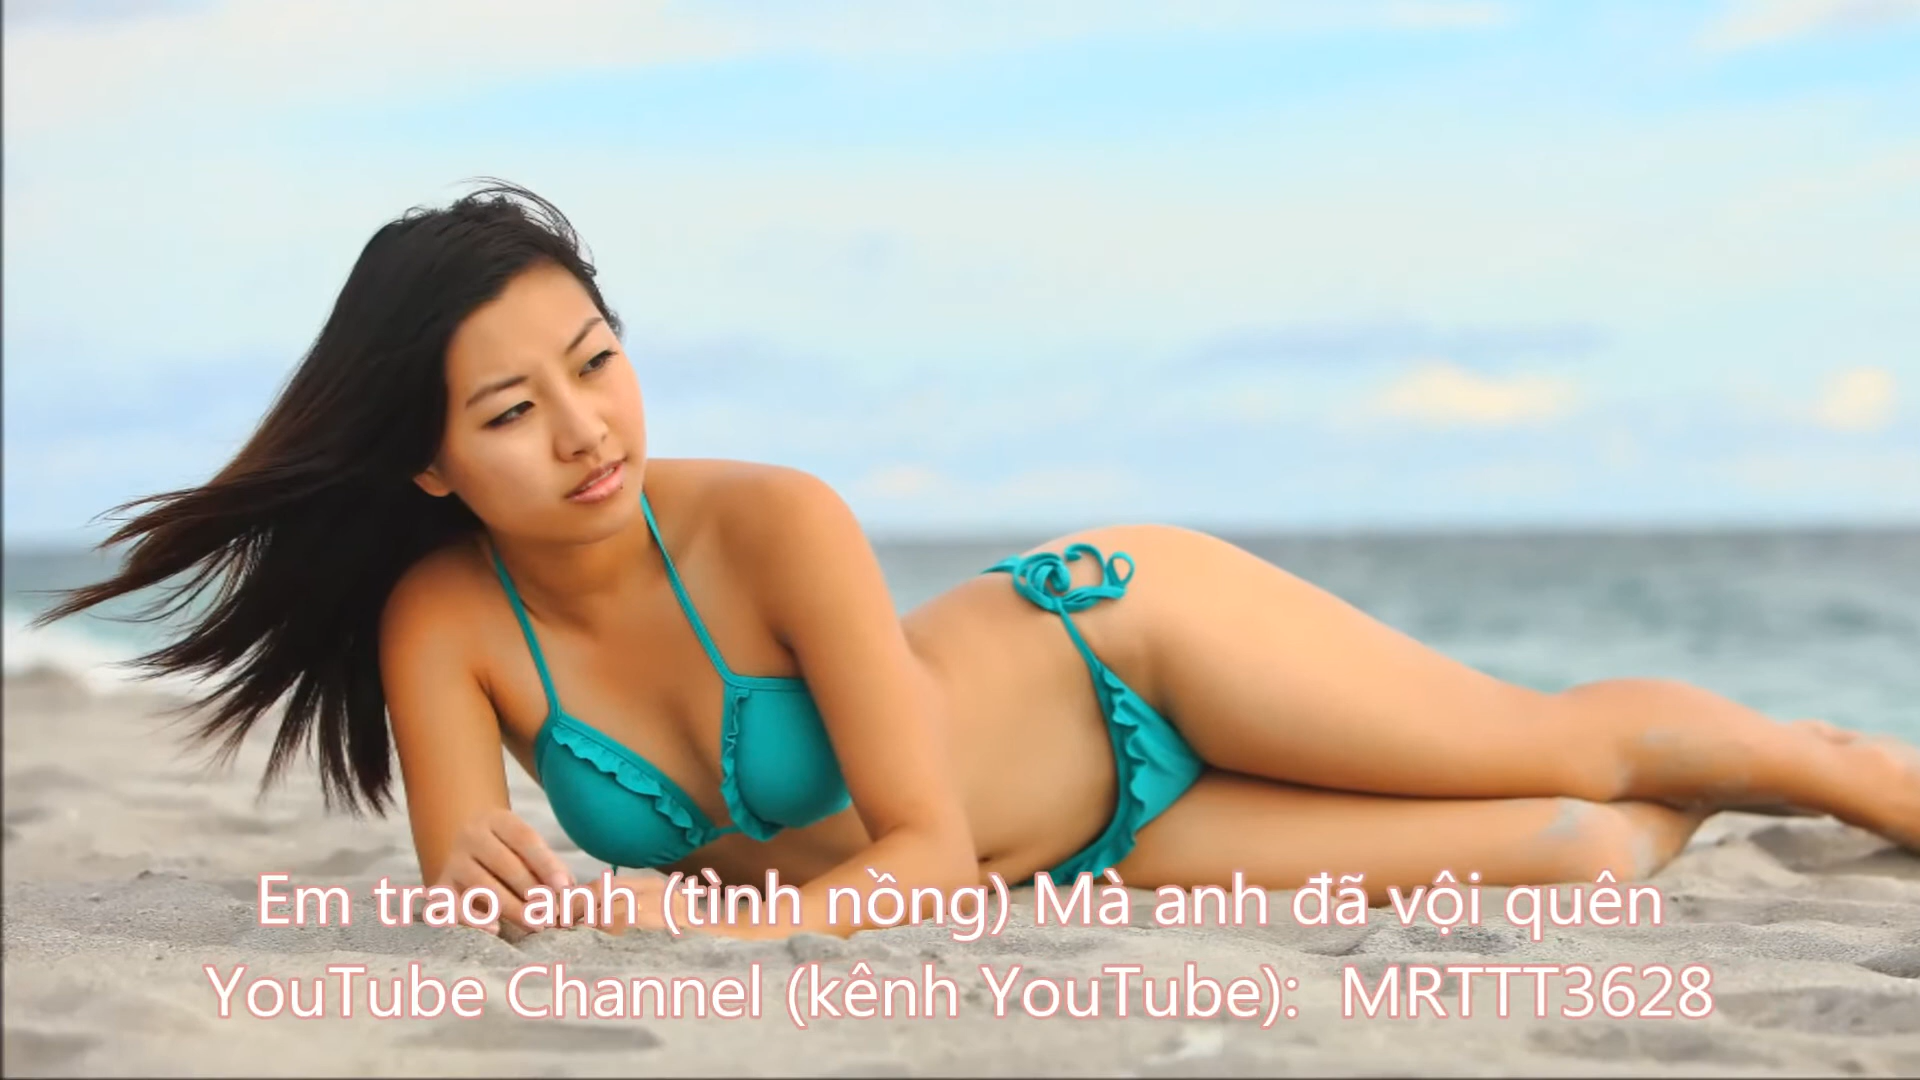 Em trao anh (tình nồng) Mà anh đã vội quên
YouTube Channel (kênh YouTube):  MRTTT3628